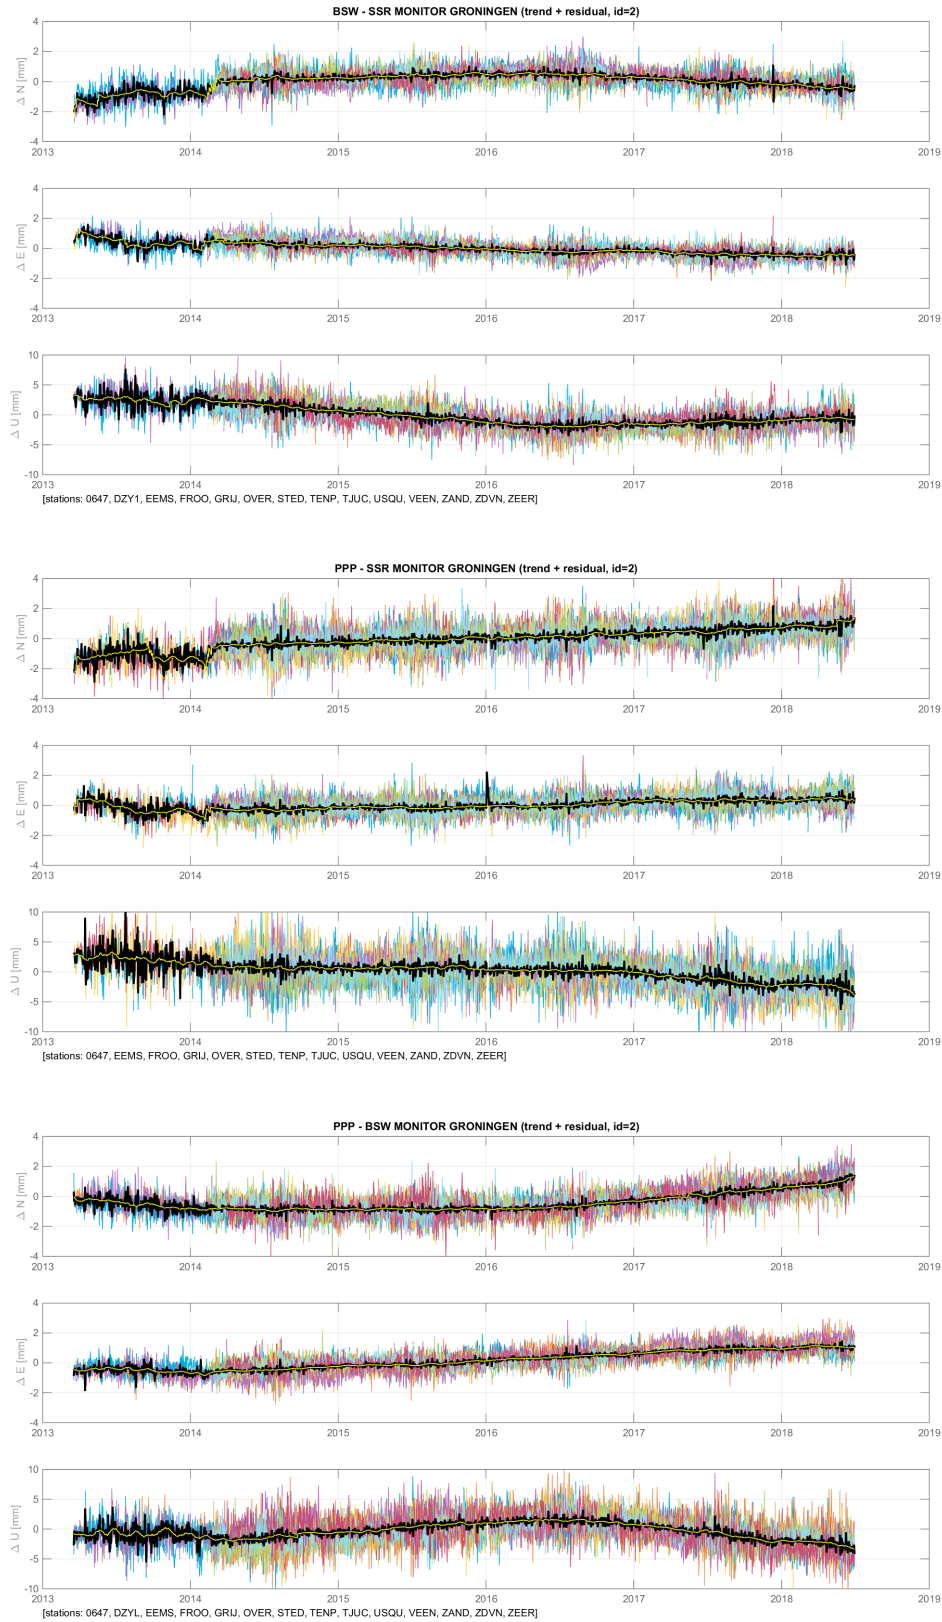 BSW - SSR MONITOR GRONINGEN (trend + residual, id=2)
4
2
0
-2
-4
Δ N [mm]
2013 2014 2015 2016 2017 2018 2019
4
2
0
-2
-4
Δ E [mm]
2013 2014 2015 2016 2017 2018 2019
10
5
0
-5
-10
Δ U [mm]
2013 2014 2015 2016 2017 2018 2019
[stations: 0647, DZY1, EEMS, FROO, GRIJ, OVER, STED, TENP, TJUC, USQU, VEEN, ZAND, ZDVN, ZEER]
PPP - SSR MONITOR GRONINGEN (trend + residual, id=2)
4
2
0
-2
-4
Δ N [mm]
2013 2014 2015 2016 2017 2018 2019
4
2
0
-2
-4
Δ E [mm]
2013 2014 2015 2016 2017 2018 2019
10
5
0
-5
-10
Δ U [mm]
2013 2014 2015 2016 2017 2018 2019
[stations: 0647, EEMS, FROO, GRIJ, OVER, STED, TENP, TJUC, USQU, VEEN, ZAND, ZDVN, ZEER]
PPP - BSW MONITOR GRONINGEN (trend + residual, id=2)
4
2
0
-2
-4
Δ N [mm]
2013 2014 2015 2016 2017 2018 2019
4
2
0
-2
-4
Δ E [mm]
2013 2014 2015 2016 2017 2018 2019
10
5
0
-5
-10
Δ U [mm]
2013 2014 2015 2016 2017 2018 2019
[stations: 0647, DZYL, EEMS, FROO, GRIJ, OVER, STED, TENP, TJUC, USQU, VEEN, ZAND, ZDVN, ZEER]